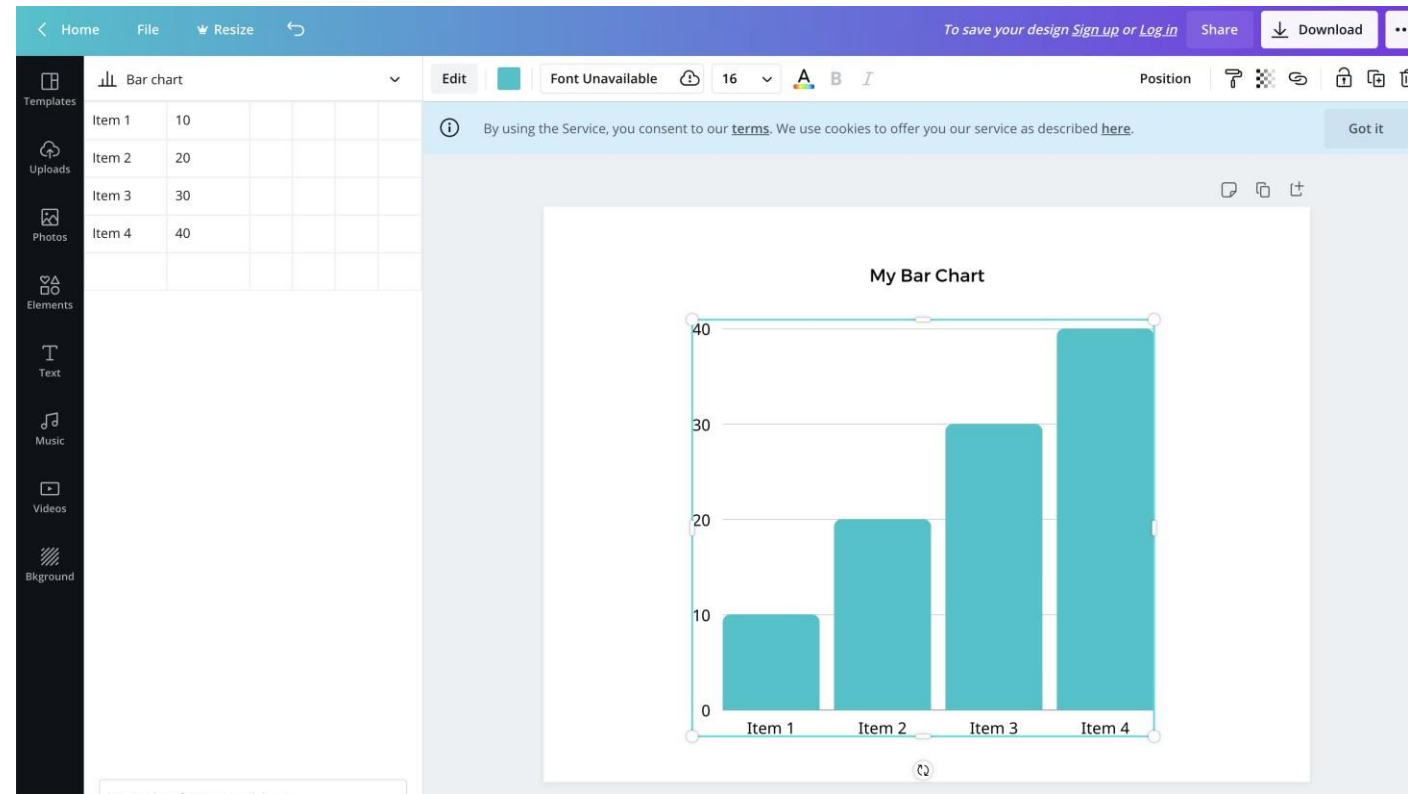 Home File Resize To save your design Sign up or Log in Share Download
Templates
Uploads
Photos
Elements
Text
Music
Videos
Bkground
Bar chart
Item 1 10
Item 2 20
Item 3 30
Item 4 40
Edit Font Unavailable 16 A B I Position
By using the Service, you consent to our terms. We use cookies to offer you our service as described here. Got it
My Bar Chart
40
30
20
10
0
Item 1 Item 2 Item 3 Item 4